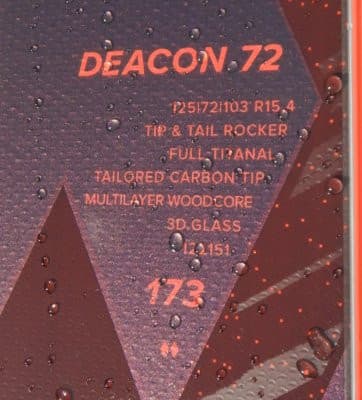 DEACON 72
125|72|103 R15.4
TIP & TAIL ROCKER
FULL TITANAL
TAILORED CARBON TIP
MULTILAYER WOODCORE
3D.GLASS
122151
173